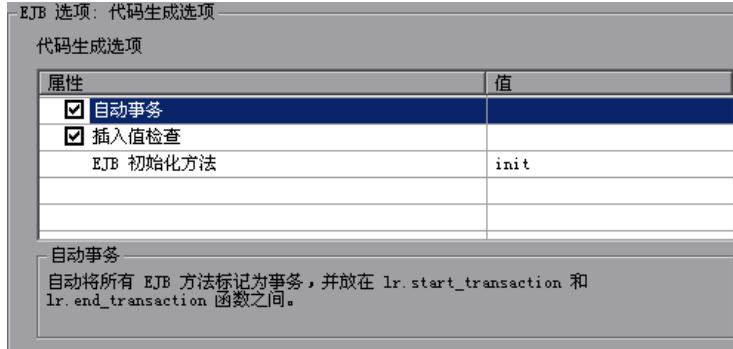 EJB 选项: 代码生成选项
代码生成选项
属性 值
自动事务
插入值检查
EJB 初始化方法 init
自动事务
自动将所有 EJB 方法标记为事务，并放在 lr.start_transaction 和
lr.end_transaction 函数之间。